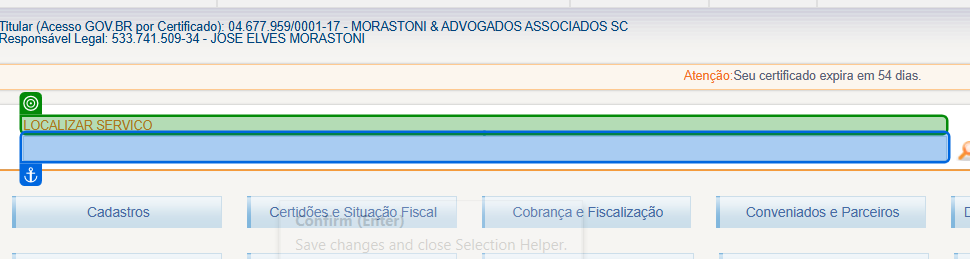 Titular (Acesso GOV.BR por Certificado): 04.677.959/0001-17 - MORASTONI & ADVOGADOS ASSOCIADOS SC
Responsável Legal: 533.741.509-34 - JOSE ELVES MORASTONI
Atenção:Seu certificado expira em 54 dias.
LOCALIZAR SERVIÇO
Cadastros
Certidões e Situação Fiscal
Cobrança e Fiscalização
Conveniados e Parceiros
D
Confirm (Enter)
Save changes and close Selection Helper.